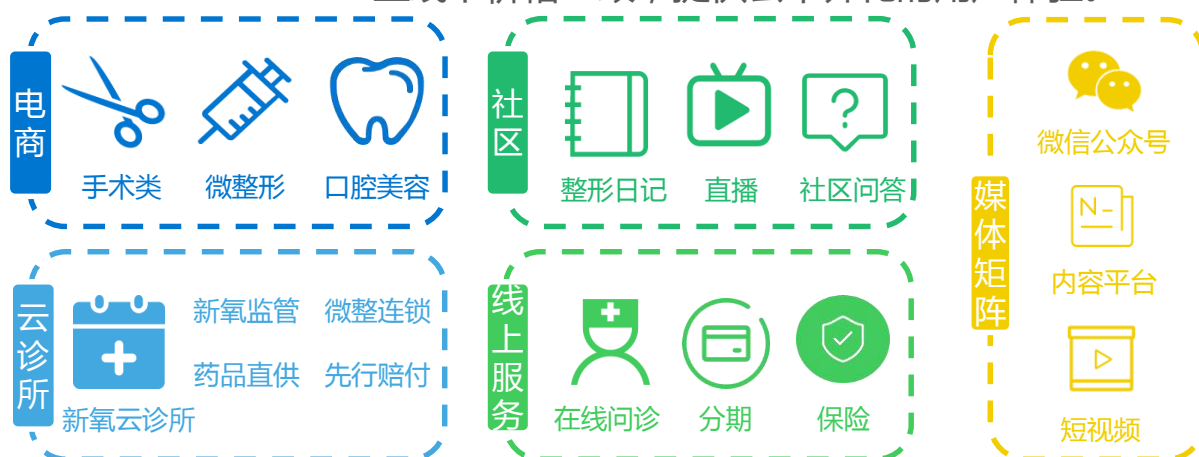 电商
手术类
微整形
口腔美容
社区
整形日记
直播
社区问答
云诊所
新氧云诊所
新氧监管
微整连锁
药品直供
先行赔付
线上服务
在线问诊
分期
保险
媒体矩阵
微信公众号
N
内容平台
短视频